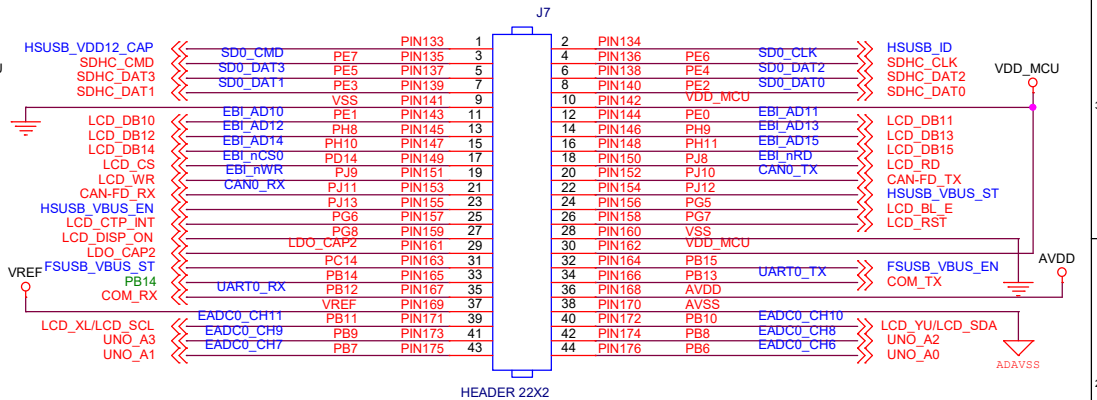 J7
HSUSB_VDD12_CAP PIN133 1 2 PIN134 HSUSB_ID
SDHC_CMD SD0_CMD PE7 PIN135 3 4 PIN136 PE6 SD0_CLK SDHC_CLK
SDHC_DAT3 SD0_DAT3 PE5 PIN137 5 6 PIN138 PE4 SD0_DAT2 SDHC_DAT2
SDHC_DAT1 SD0_DAT1 PE3 PIN139 7 8 PIN140 PE2 SD0_DAT0 SDHC_DAT0
VDD_MCU
VSS PIN141 9 10 PIN142 VDD_MCU
LCD_DB10 EBI_AD10 PE1 PIN143 11 12 PIN144 PE0 EBI_AD11 LCD_DB11
LCD_DB12 EBI_AD12 PH8 PIN145 13 14 PIN146 PH9 EBI_AD13 LCD_DB13
LCD_DB14 EBI_AD14 PH10 PIN147 15 16 PIN148 PH11 EBI_AD15 LCD_DB15
LCD_CS EBI_nCS0 PD14 PIN149 17 18 PIN150 PJ8 EBI_nRD LCD_RD
LCD_WR EBI_nWR PJ9 PIN151 19 20 PIN152 PJ10 CAN0_TX CAN-FD_TX
CAN-FD_RX CAN0_RX PJ11 PIN153 21 22 PIN154 PJ12 HSUSB_VBUS_ST
HSUSB_VBUS_EN PJ13 PIN155 23 24 PIN156 PG5 LCD_BL_E
LCD_CTP_INT PG6 PIN157 25 26 PIN158 PG7 LCD_RST
LCD_DISP_ON PG8 PIN159 27 28 PIN160 VSS
LDO_CAP2 LDO_CAP2 PIN161 29 30 PIN162 VDD_MCU
FSUSB_VBUS_ST PC14 PIN163 31 32 PIN164 PB15 FSUSB_VBUS_EN
VREF PB14 PB14 PIN165 33 34 PIN166 PB13 UART0_TX COM_TX AVDD
COM_RX UART0_RX PB12 PIN167 35 36 PIN168 AVDD
VREF PIN169 37 38 PIN170 AVSS
LCD_XL/LCD_SCL EADC0_CH11 PB11 PIN171 39 40 PIN172 PB10 EADC0_CH10 LCD_YU/LCD_SDA
UNO_A3 EADC0_CH9 PB9 PIN173 41 42 PIN174 PB8 EADC0_CH8 UNO_A2
UNO_A1 EADC0_CH7 PB7 PIN175 43 44 PIN176 PB6 EADC0_CH6 UNO_A0
ADAVSS
HEADER 22X2